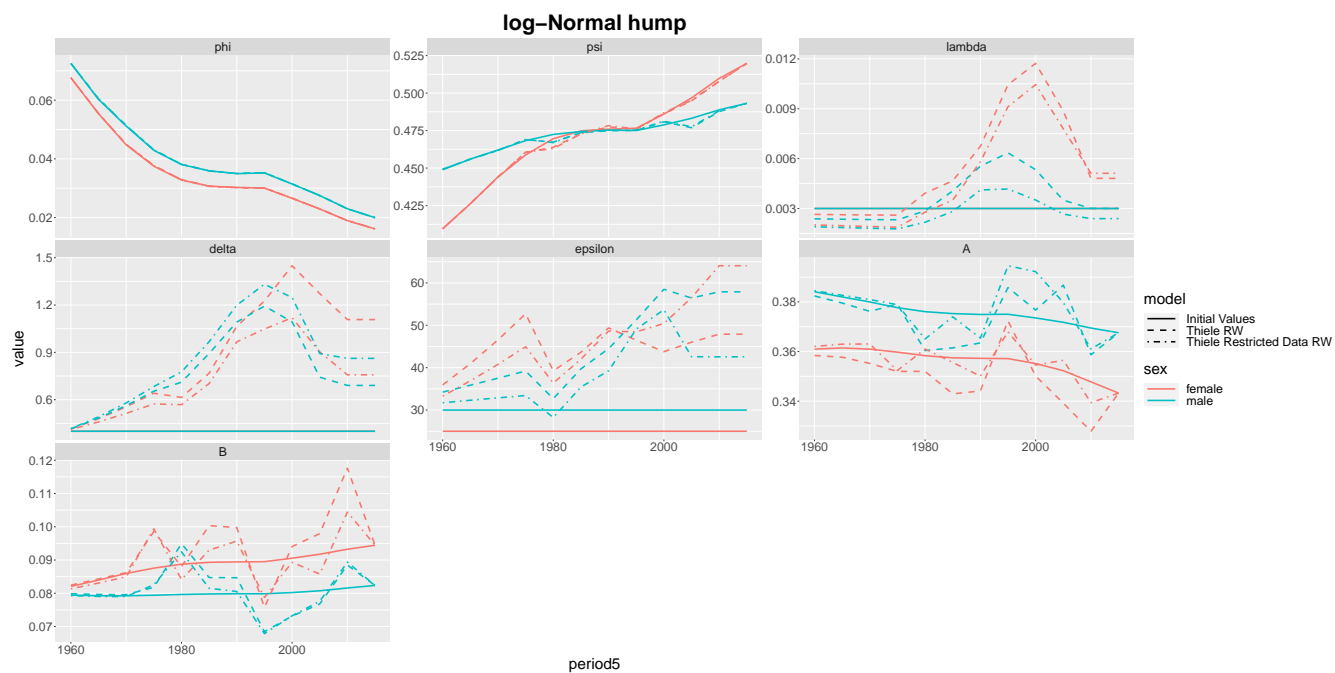 log−Normal hump
phi
psi
lambda
0.06
0.04
0.02
0.525
0.500
0.475
0.450
0.425
0.012
0.009
0.006
0.003
delta
epsilon
A
1.5
1.2
0.9
0.6
60
50
40
30
0.38
0.36
0.34
1960
1980
2000
1960
1980
2000
B
0.12
0.11
0.10
0.09
0.08
0.07
1960
1980
2000
value
period5
model
Initial Values
Thiele RW
Thiele Restricted Data RW
sex
female
male